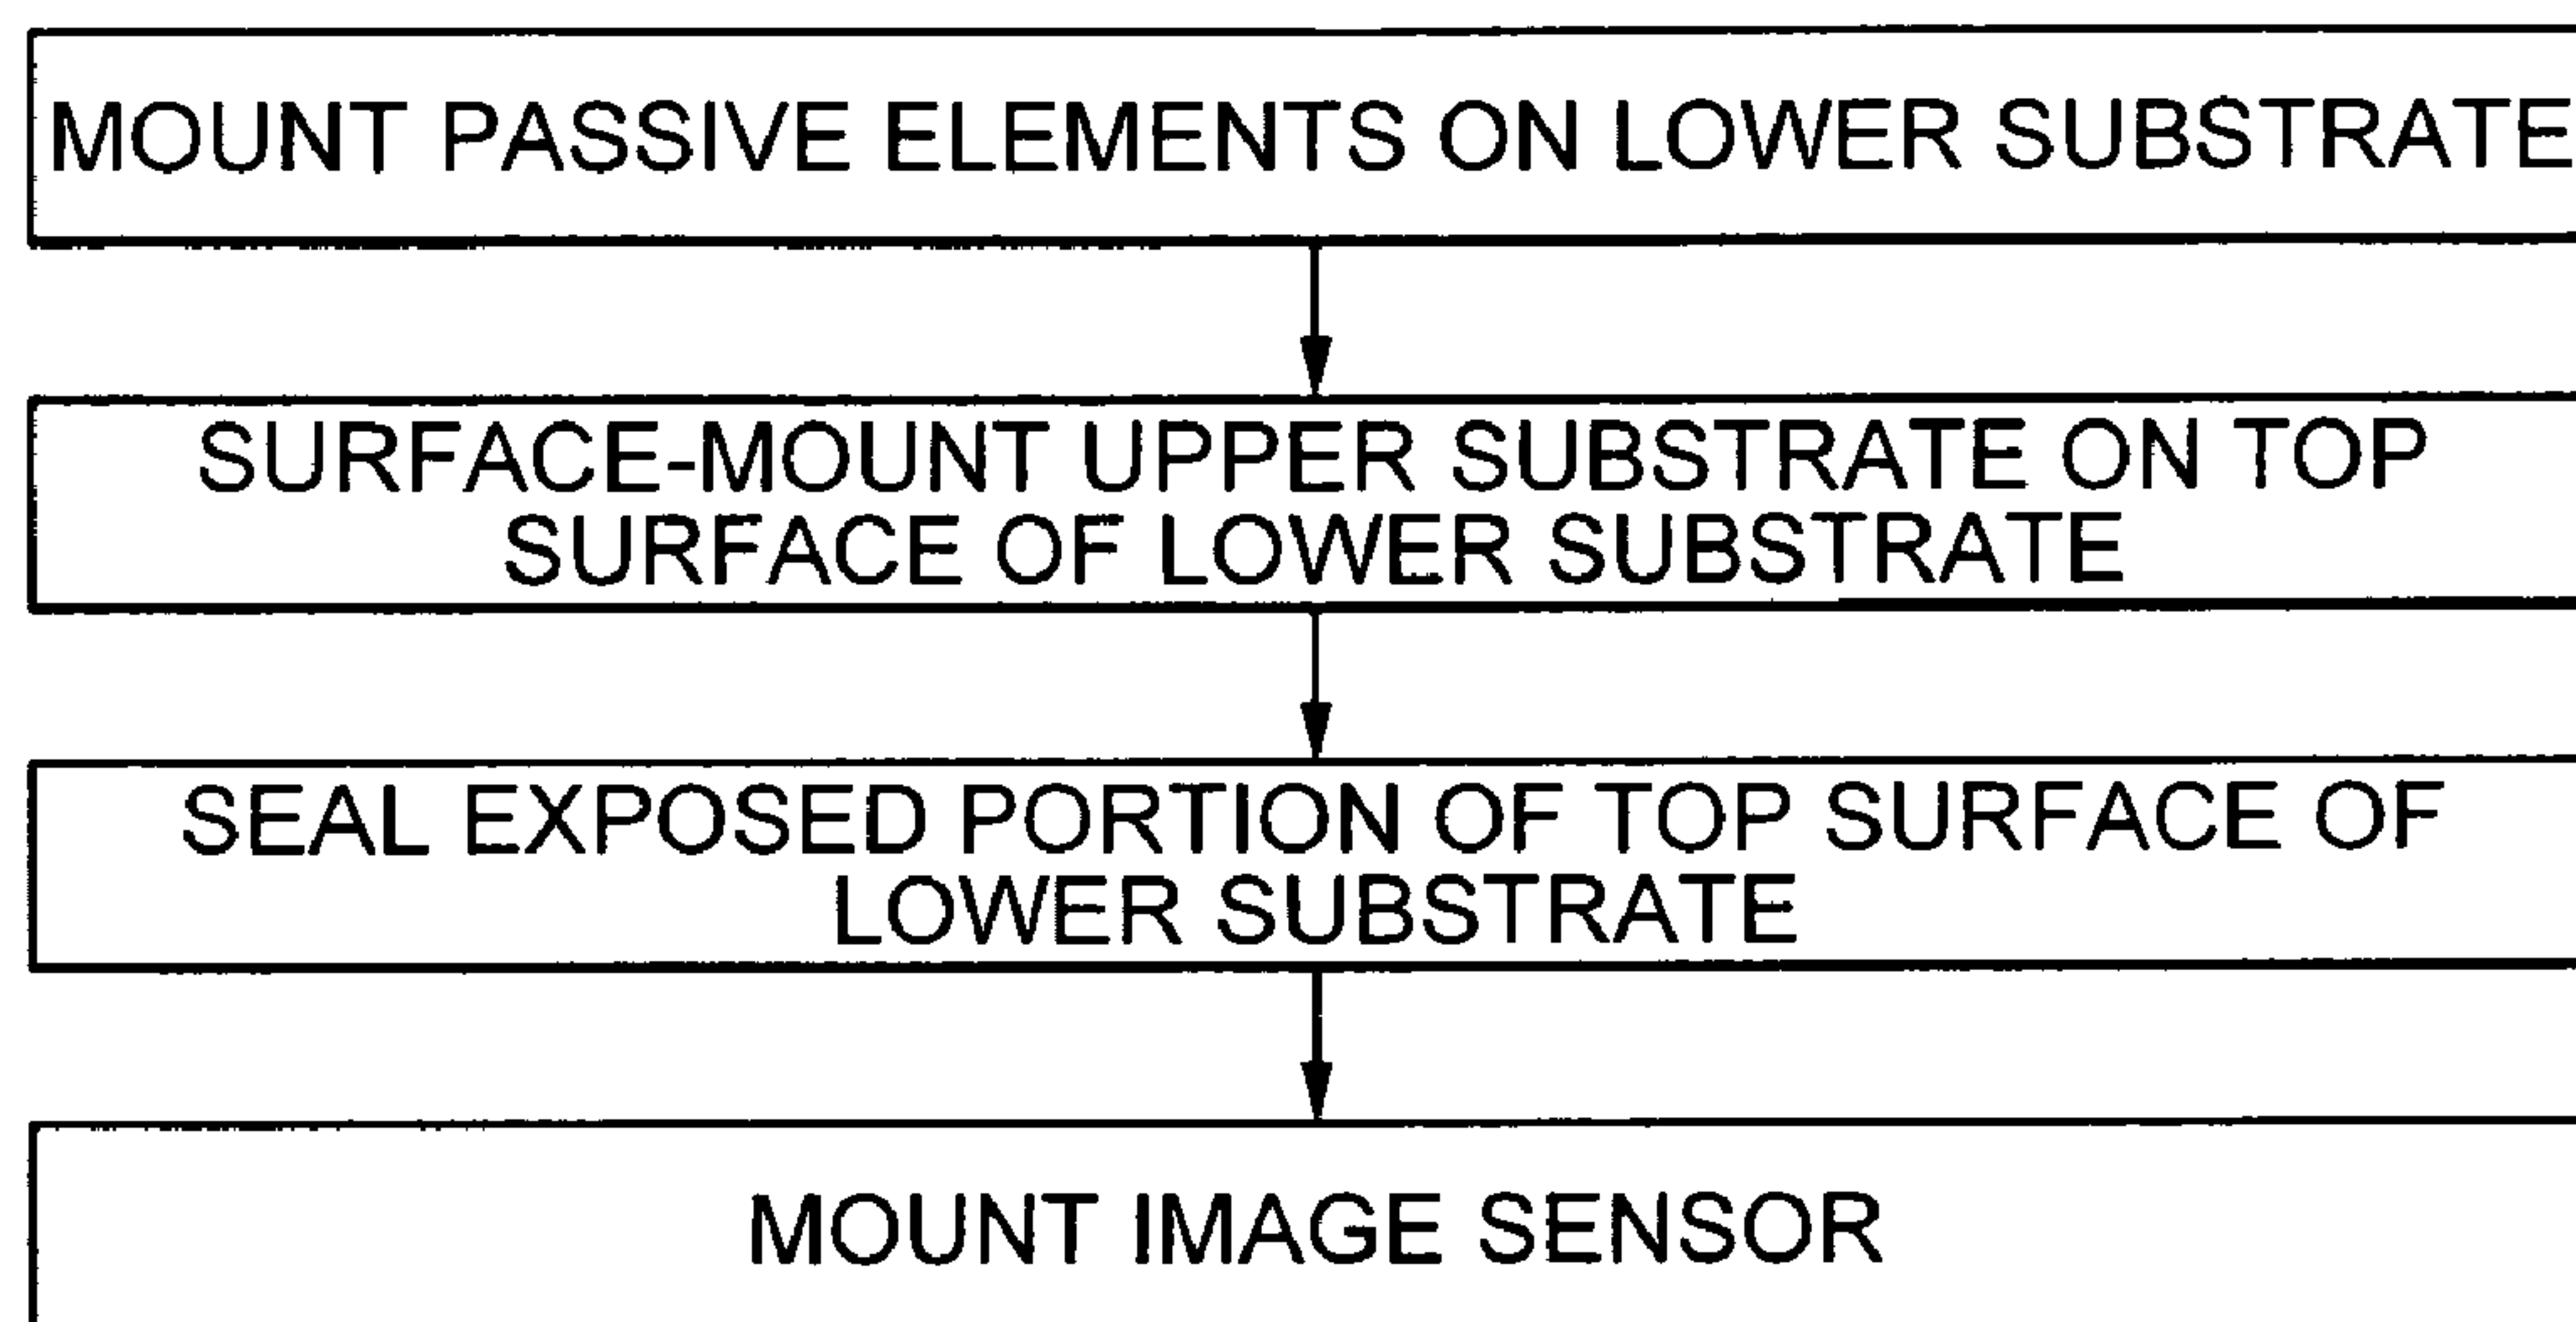 MOUNT PASSIVE ELEMENTS ON LOWER SUBSTRATE
SURFACE-MOUNT UPPER SUBSTRATE ON TOP
SURFACE OF LOWER SUBSTRATE
SEAL EXPOSED PORTION OF TOP SURFACE OF
LOWER SUBSTRATE
MOUNT IMAGE SENSOR